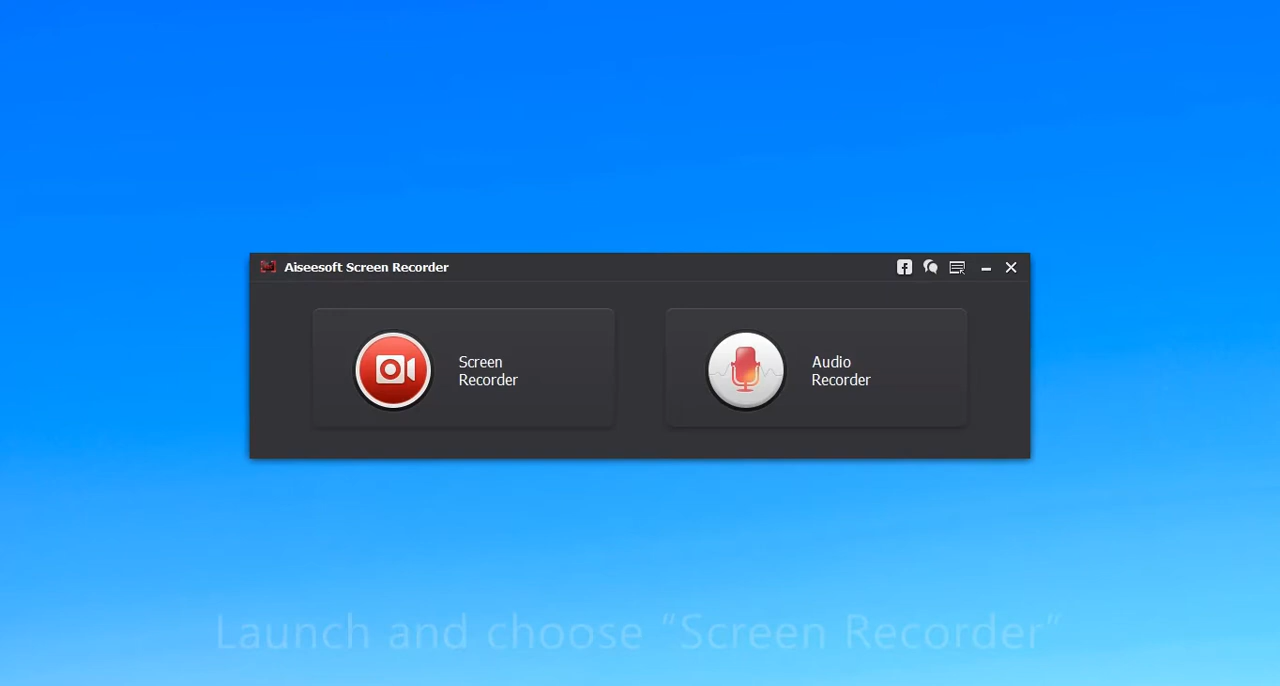 Aiseesoft Screen Recorder
Screen
Recorder
Audio
Recorder
Launch and choose “Screen Recorder”